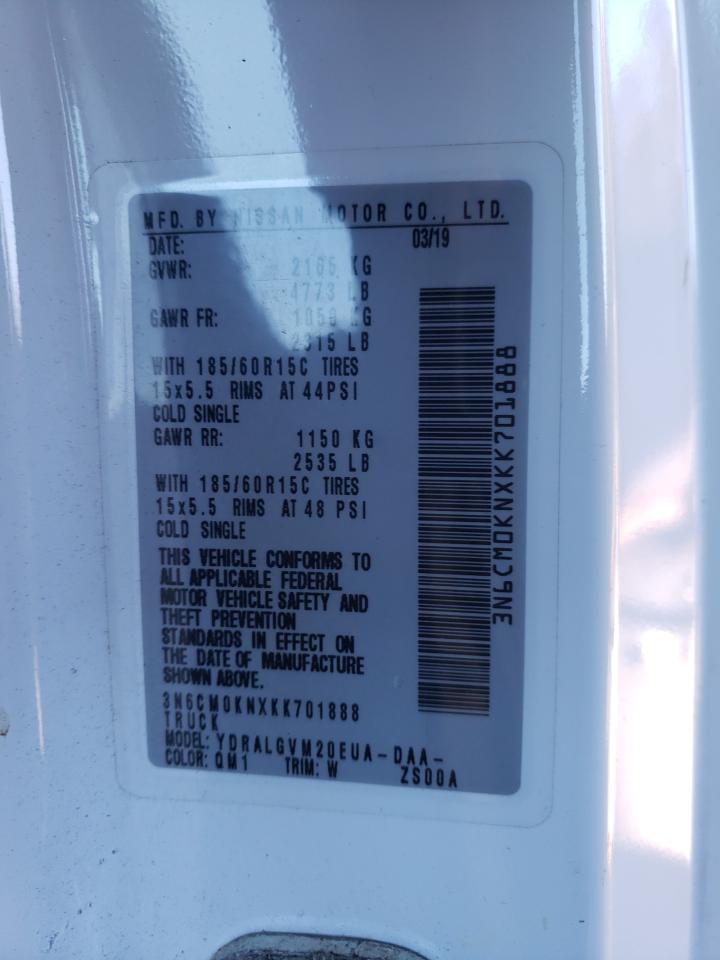 MFD. BY NISSAN MOTOR CO., LTD.
DATE: 03/19
GVWR: 2165 KG
4773 LB
GAWR FR: 1050 KG
2315 LB
WITH 185/60R15C TIRES
15x5.5 RIMS AT 44PSI
COLD SINGLE
GAWR RR: 1150 KG
2535 LB
WITH 185/60R15C TIRES
15x5.5 RIMS AT 48 PSI
COLD SINGLE
THIS VEHICLE CONFORMS TO
ALL APPLICABLE FEDERAL
MOTOR VEHICLE SAFETY AND
THEFT PREVENTION
STANDARDS IN EFFECT ON
THE DATE OF MANUFACTURE
SHOWN ABOVE.
3N6CM0KNXKK701888
TRUCK
MODEL: YDRALGVM20EUA-DAA-
COLOR: QM1 TRIM: W ZS00A
3N6CM0KNXKK701888